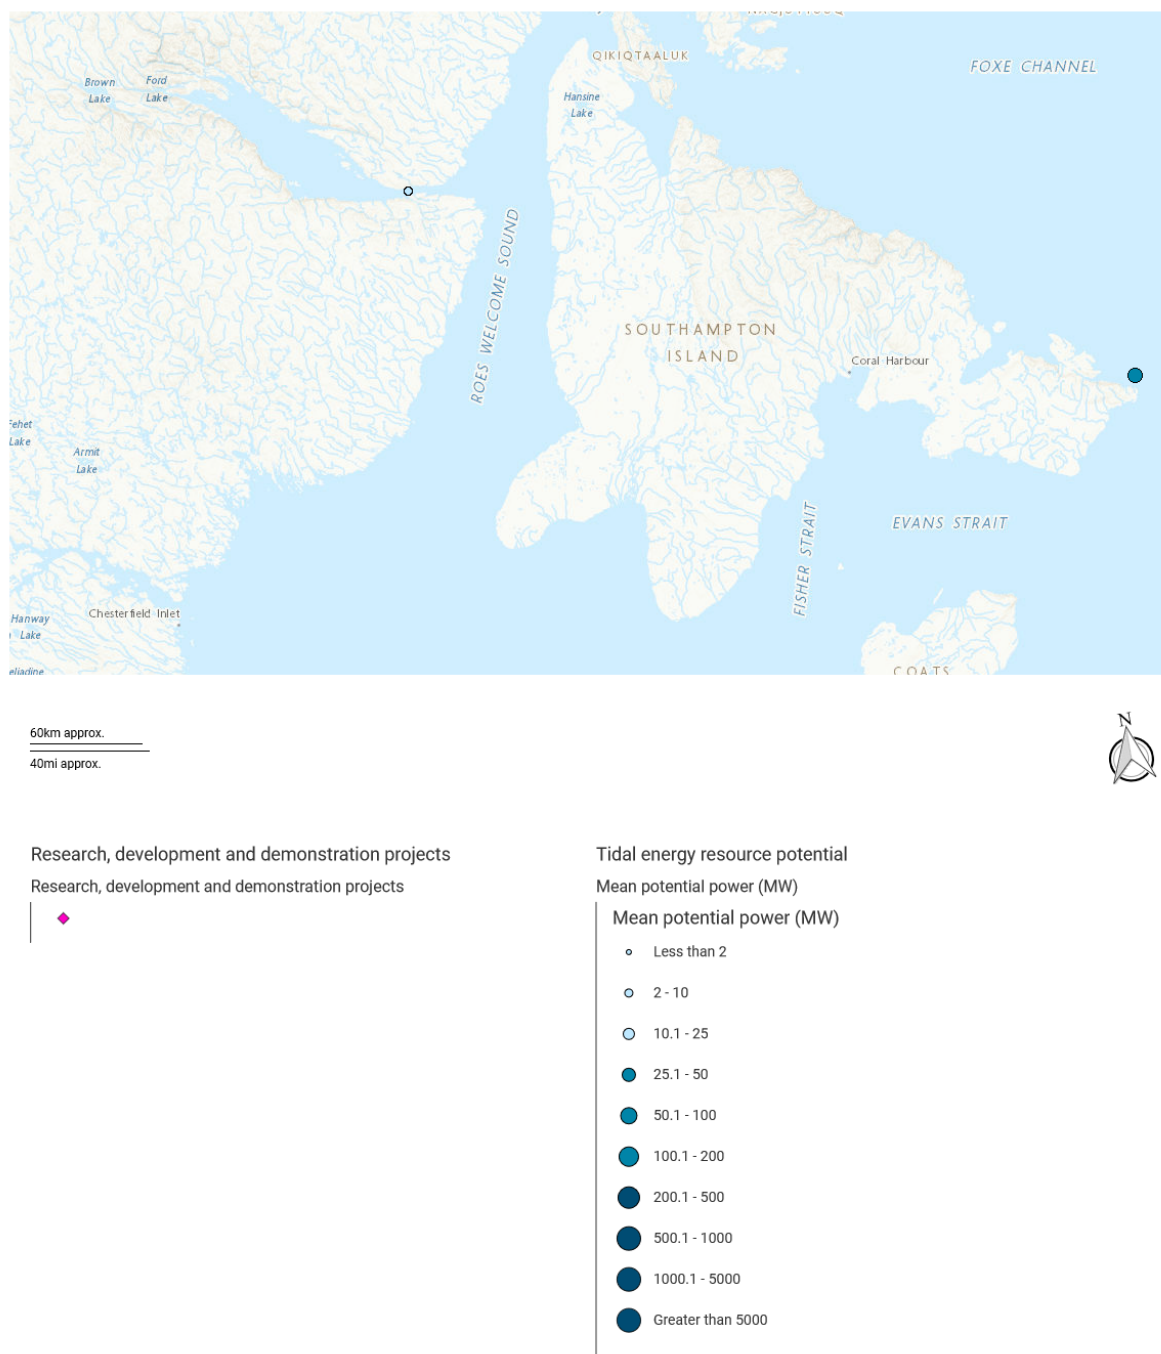 QIKIQTAALUK
FOXE CHANNEL
Brown
Lake
Ford
Lake
Hansine
Lake
ROES WELCOME SOUND
SOUTHAMPTON
ISLAND
Coral Harbour
Armit
Lake
Lake
FISHER STRAIT
EVANS STRAIT
Chesterfield Inlet
Hanway
Lake
COATS
60km approx.
40mi approx.
N
Research, development and demonstration projects
Research, development and demonstration projects
Tidal energy resource potential
Mean potential power (MW)
Mean potential power (MW)
Less than 2
2 - 10
10.1 - 25
25.1 - 50
50.1 - 100
100.1 - 200
200.1 - 500
500.1 - 1000
1000.1 - 5000
Greater than 5000